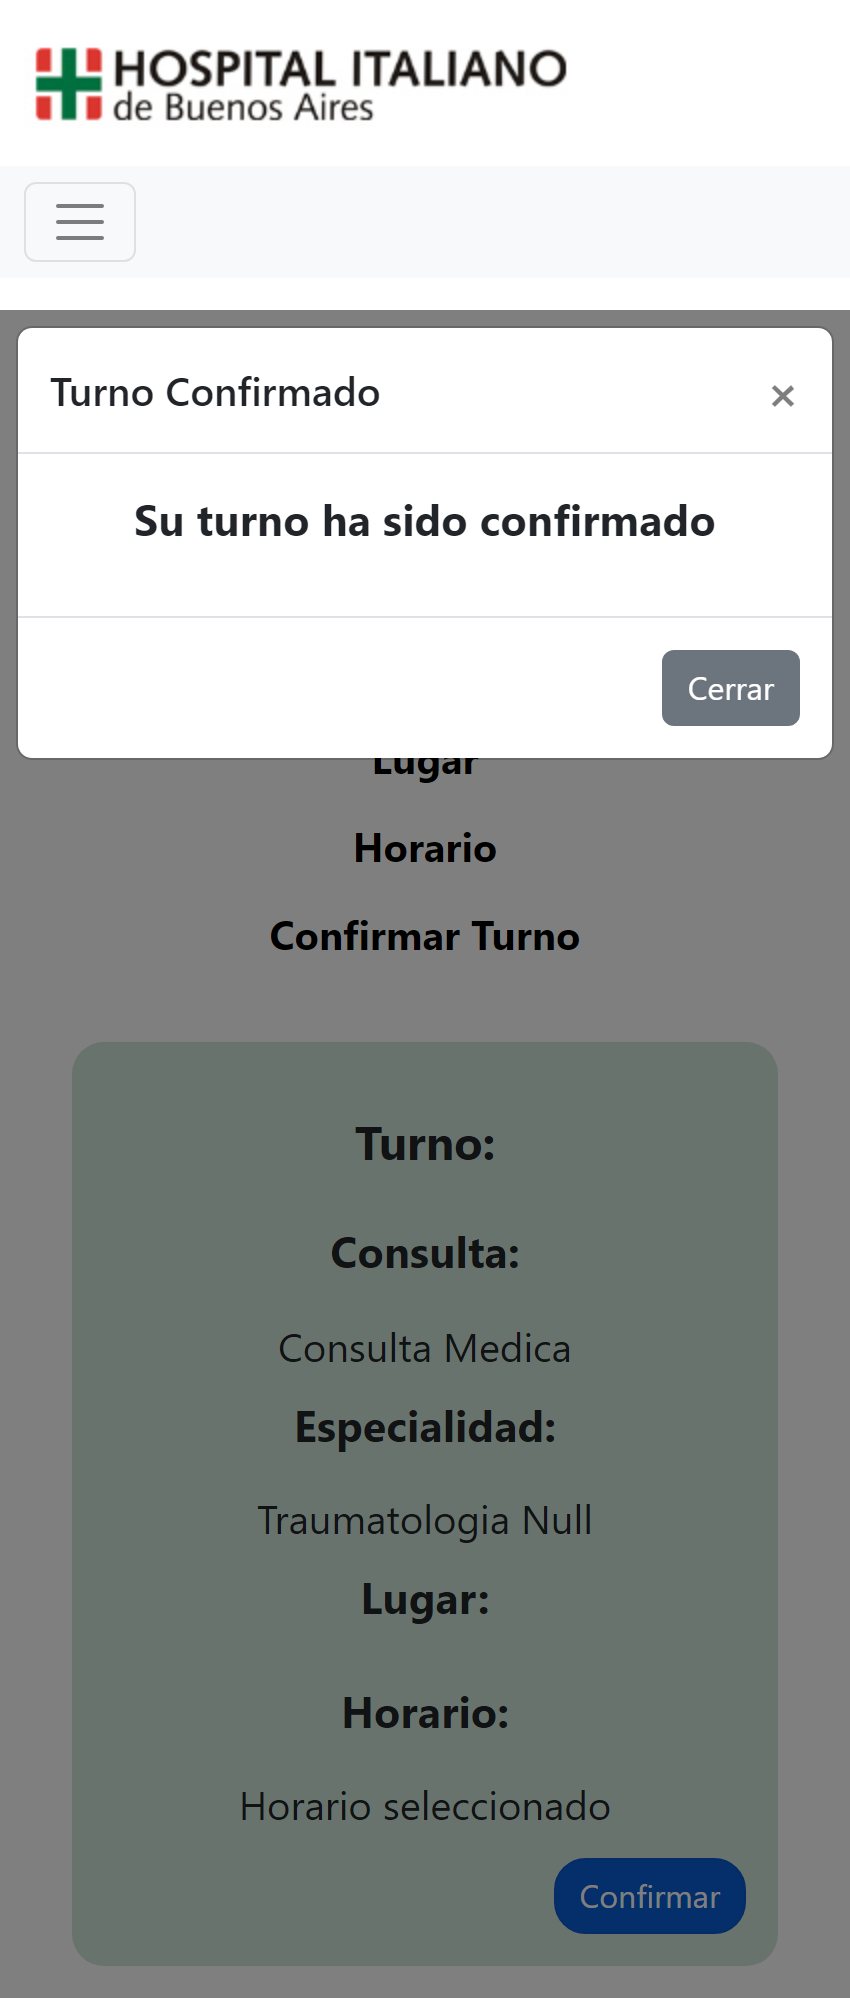 HOSPITAL ITALIANO
de Buenos Aires
Turno Confirmado
×
Su turno ha sido confirmado
Cerrar
Lugar
Horario
Confirmar Turno
Turno:
Consulta:
Consulta Medica
Especialidad:
Traumatologia Null
Lugar:
Horario:
Horario seleccionado
Confirmar